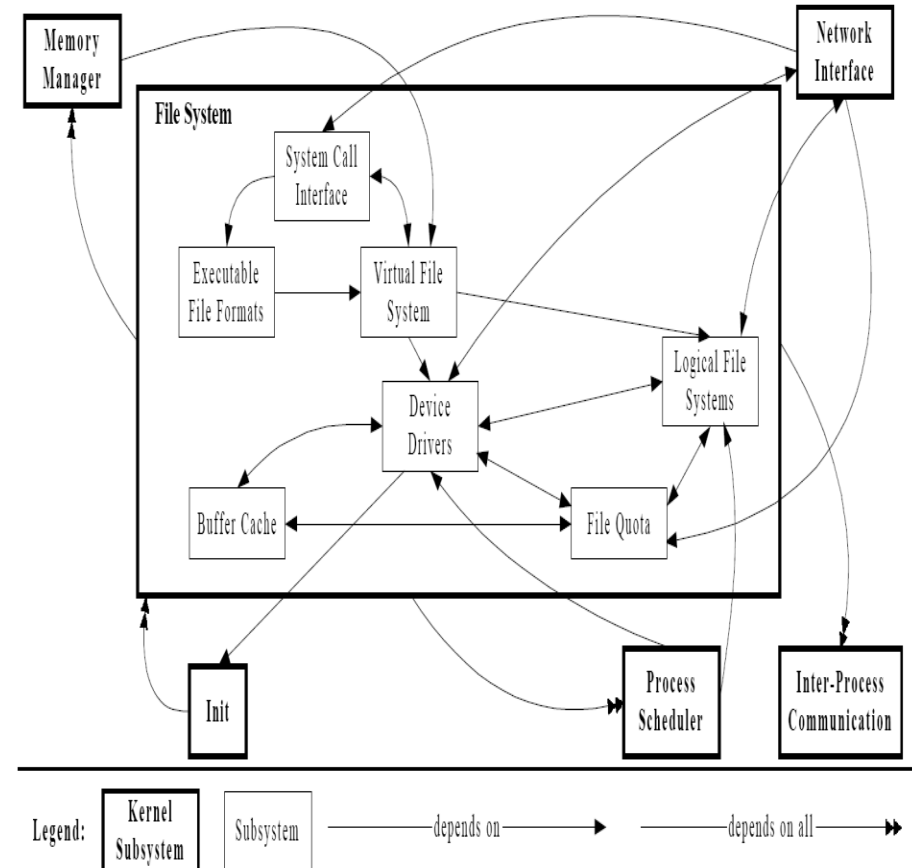 Memory
Manager
Network
Interface
File System
System Call
Interface
Executable
File Formats
Virtual File
System
Logical File
Systems
Device
Drivers
Buffer Cache
File Quota
Init
Process
Scheduler
Inter-Process
Communication
Legend:
Kernel
Subsystem
Subsystem
depends on
depends on all